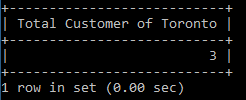 +---------------------------+
| Total Customer of Toronto |
+---------------------------+
|                         3 |
+---------------------------+
1 row in set (0.00 sec)